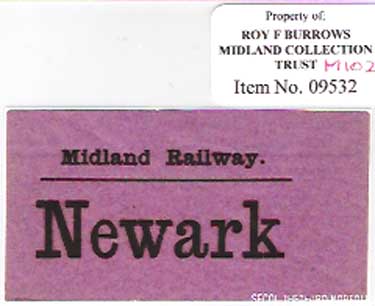 Property of:
ROY F BURROWS
MIDLAND COLLECTION
TRUST M102
Item No. 09532
Midland Railway.
Newark